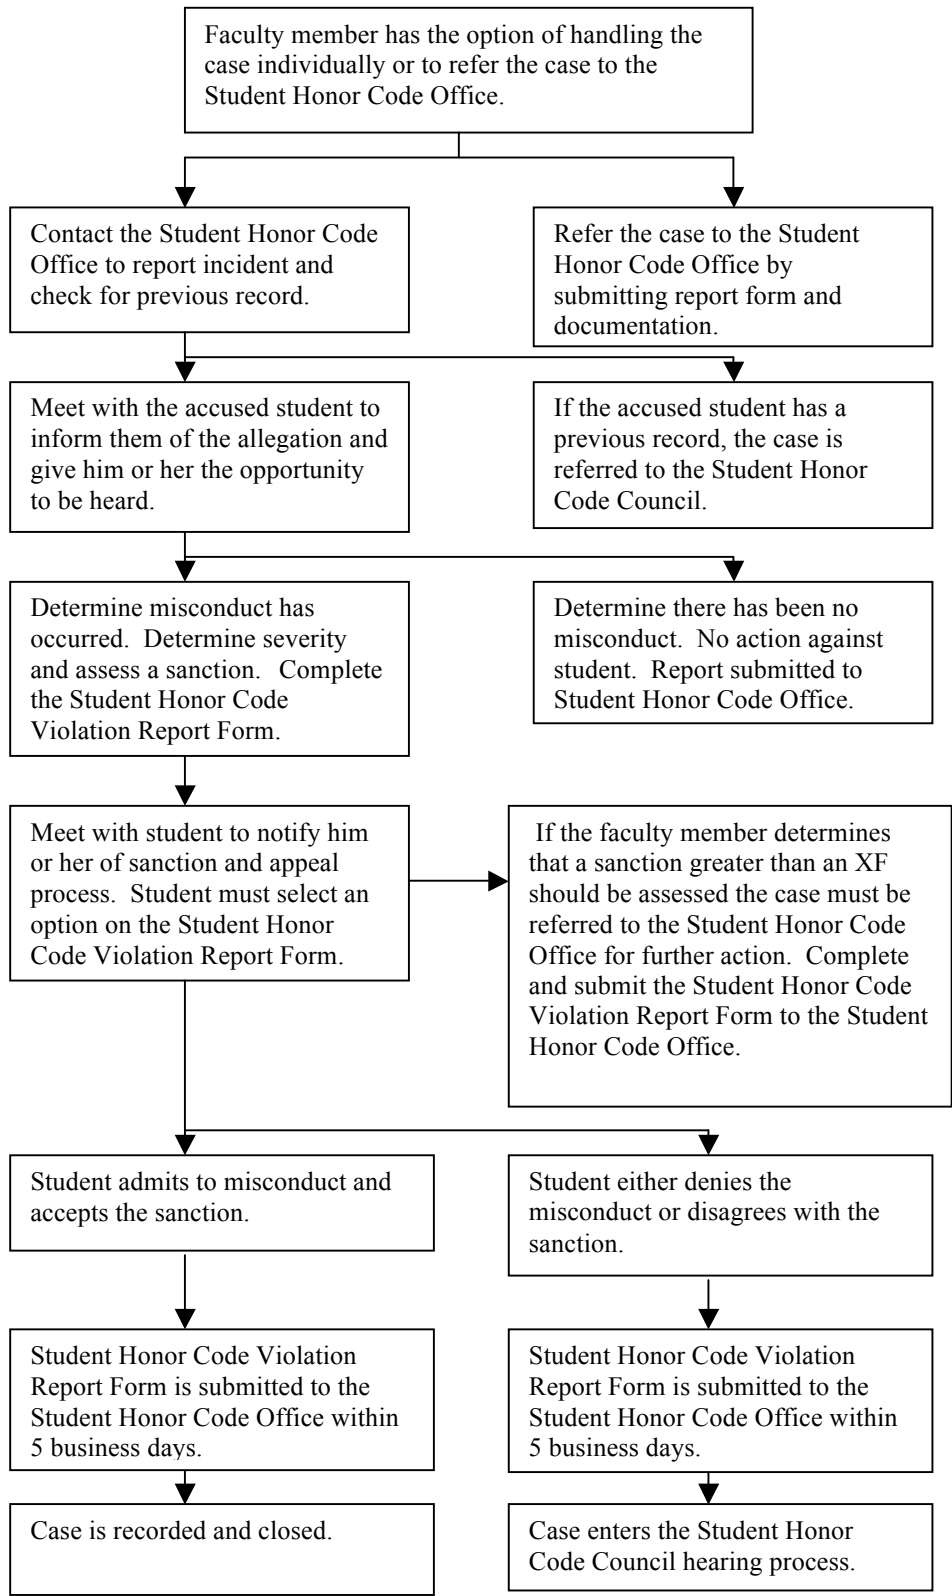 Faculty member has the option of handling the
case individually or to refer the case to the
Student Honor Code Office.
Contact the Student Honor Code
Office to report incident and
check for previous record.
Refer the case to the Student
Honor Code Office by
submitting report form and
documentation.
Meet with the accused student to
inform them of the allegation and
give him or her the opportunity
to be heard.
If the accused student has a
previous record, the case is
referred to the Student Honor
Code Council.
Determine misconduct has
occurred.  Determine severity
and assess a sanction.   Complete
the Student Honor Code
Violation Report Form.
Determine there has been no
misconduct.  No action against
student.  Report submitted to
Student Honor Code Office.
Meet with student to notify him
or her of sanction and appeal
process.  Student must select an
option on the Student Honor
Code Violation Report Form.
If the faculty member determines
that a sanction greater than an XF
should be assessed the case must be
referred to the Student Honor Code
Office for further action.  Complete
and submit the Student Honor Code
Violation Report Form to the Student
Honor Code Office.
Student admits to misconduct and
accepts the sanction.
Student either denies the
misconduct or disagrees with the
sanction.
Student Honor Code Violation
Report Form is submitted to the
Student Honor Code Office within
5 business days.
Student Honor Code Violation
Report Form is submitted to the
Student Honor Code Office within
5 business days.
Case is recorded and closed.
Case enters the Student Honor
Code Council hearing process.